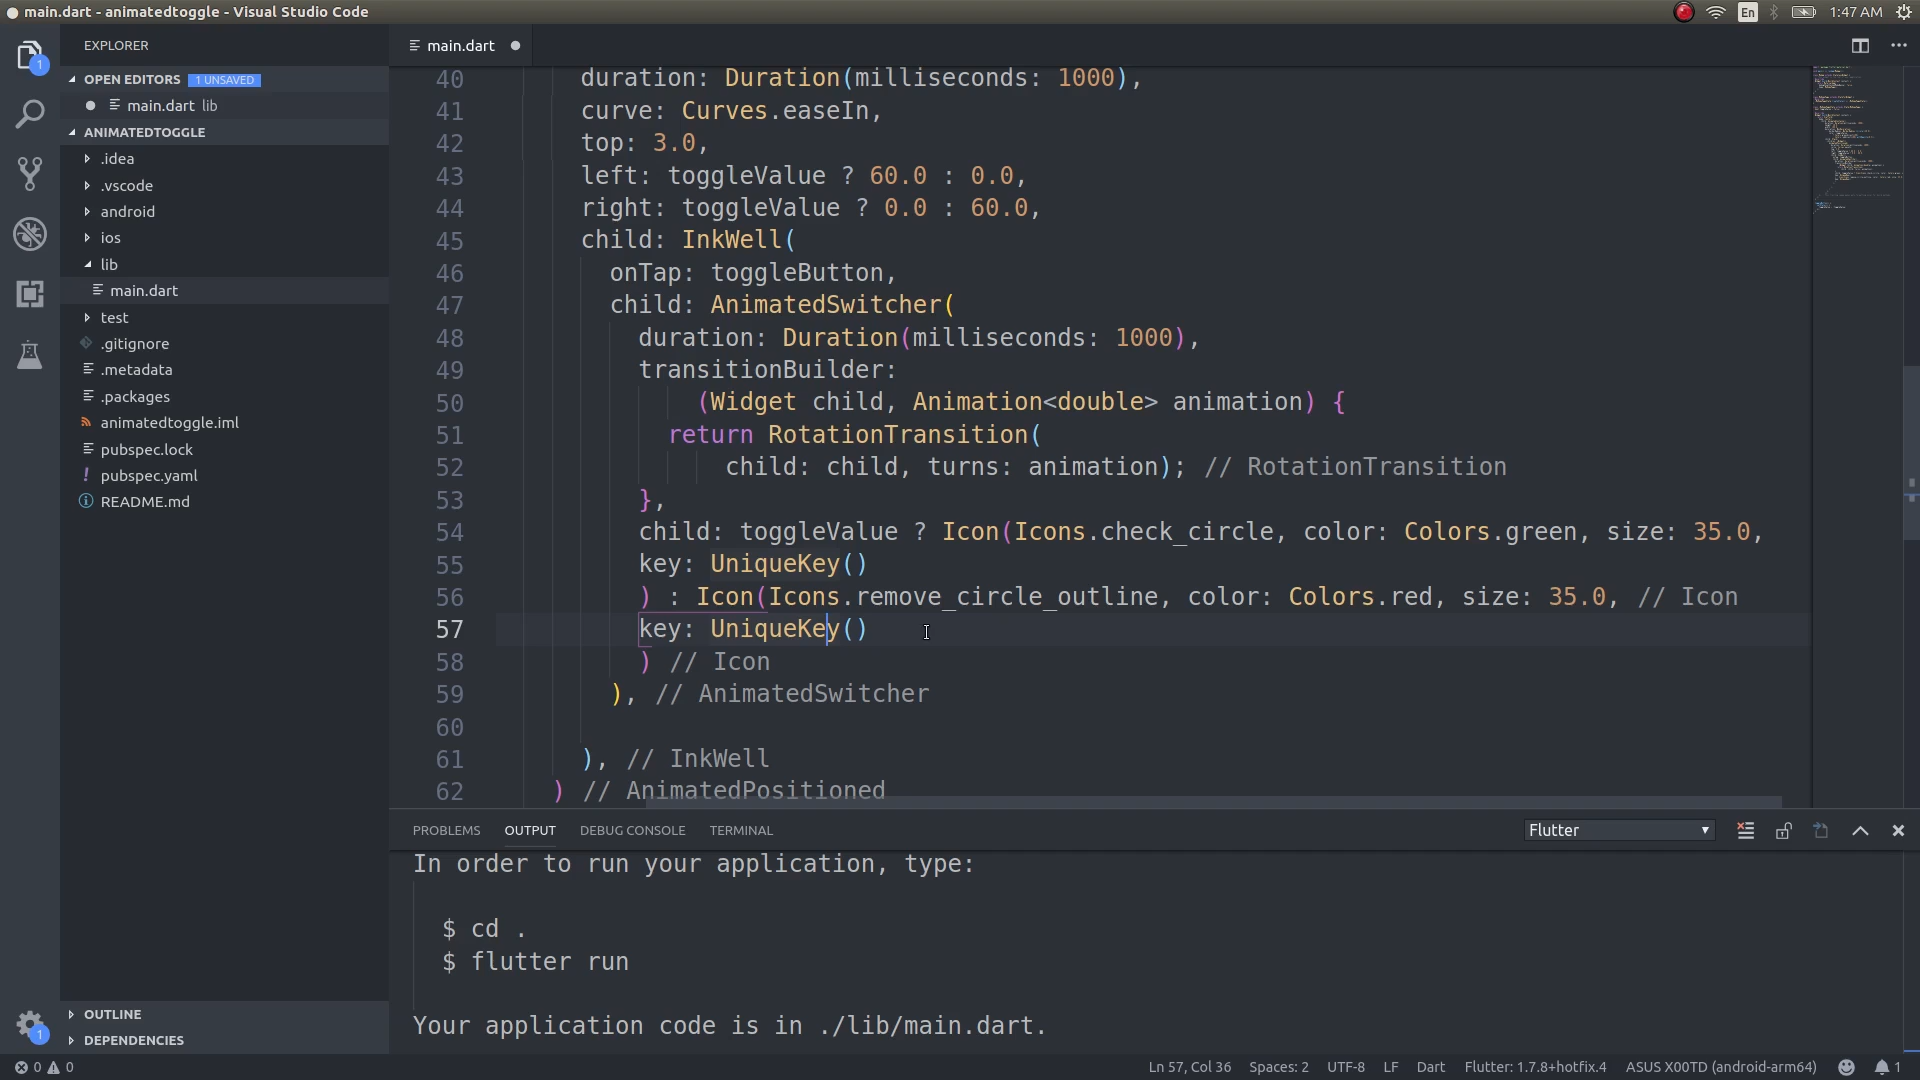 main.dart - animatedtoggle - Visual Studio Code
En
1:47 AM
EXPLORER
OPEN EDITORS 1 UNSAVED
main.dart lib
ANIMATEDTOGGLE
.idea
.vscode
android
ios
lib
main.dart
test
.gitignore
.metadata
.packages
animatedtoggle.iml
pubspec.lock
! pubspec.yaml
README.md
OUTLINE
DEPENDENCIES
1
1
main.dart
40 duration: Duration(milliseconds: 1000),
41 curve: Curves.easeIn,
42 top: 3.0,
43 left: toggleValue ? 60.0 : 0.0,
44 right: toggleValue ? 0.0 : 60.0,
45 child: InkWell(
46 onTap: toggleButton,
47 child: AnimatedSwitcher(
48 duration: Duration(milliseconds: 1000),
49 transitionBuilder:
50 (Widget child, Animation<double> animation) {
51 return RotationTransition(
52 child: child, turns: animation); // RotationTransition
53 },
54 child: toggleValue ? Icon(Icons.check_circle, color: Colors.green, size: 35.0,
55 key: UniqueKey()
56 ) : Icon(Icons.remove_circle_outline, color: Colors.red, size: 35.0, // Icon
57 key: UniqueKey()
58 ) // Icon
59 ), // AnimatedSwitcher
60
61 ), // InkWell
62 ) // AnimatedPositioned
PROBLEMS OUTPUT DEBUG CONSOLE TERMINAL Flutter
In order to run your application, type:
$ cd .
$ flutter run
Your application code is in ./lib/main.dart.
0 0 Ln 57, Col 36 Spaces: 2 UTF-8 LF Dart Flutter: 1.7.8+hotfix.4 ASUS X00TD (android-arm64) 1